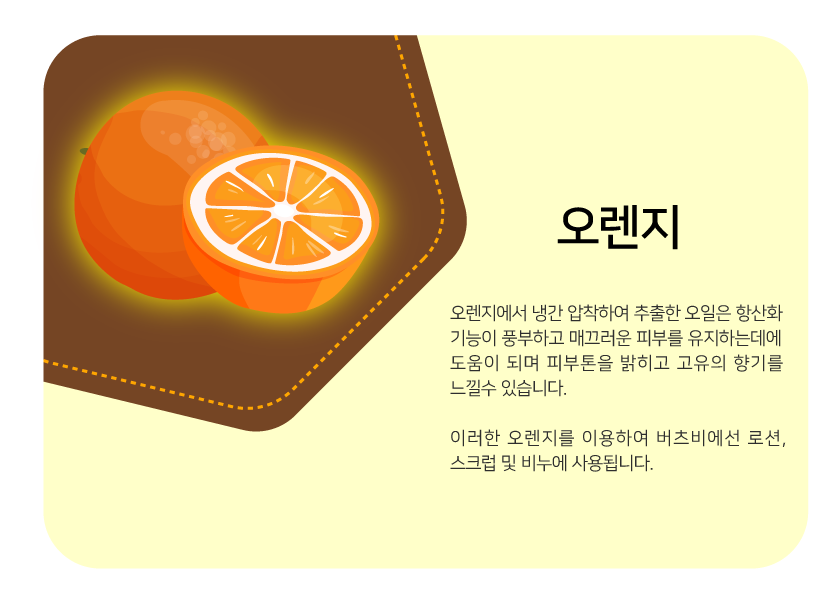 오렌지
오렌지에서 냉간 압착하여 추출한 오일은 항산화
기능이 풍부하고 매끄러운 피부를 유지하는데에
도움이 되며 피부톤을 밝히고 고유의 향기를
느낄수 있습니다.
이러한 오렌지를 이용하여 버츠비에선 로션,
스크럽 및 비누에 사용됩니다.